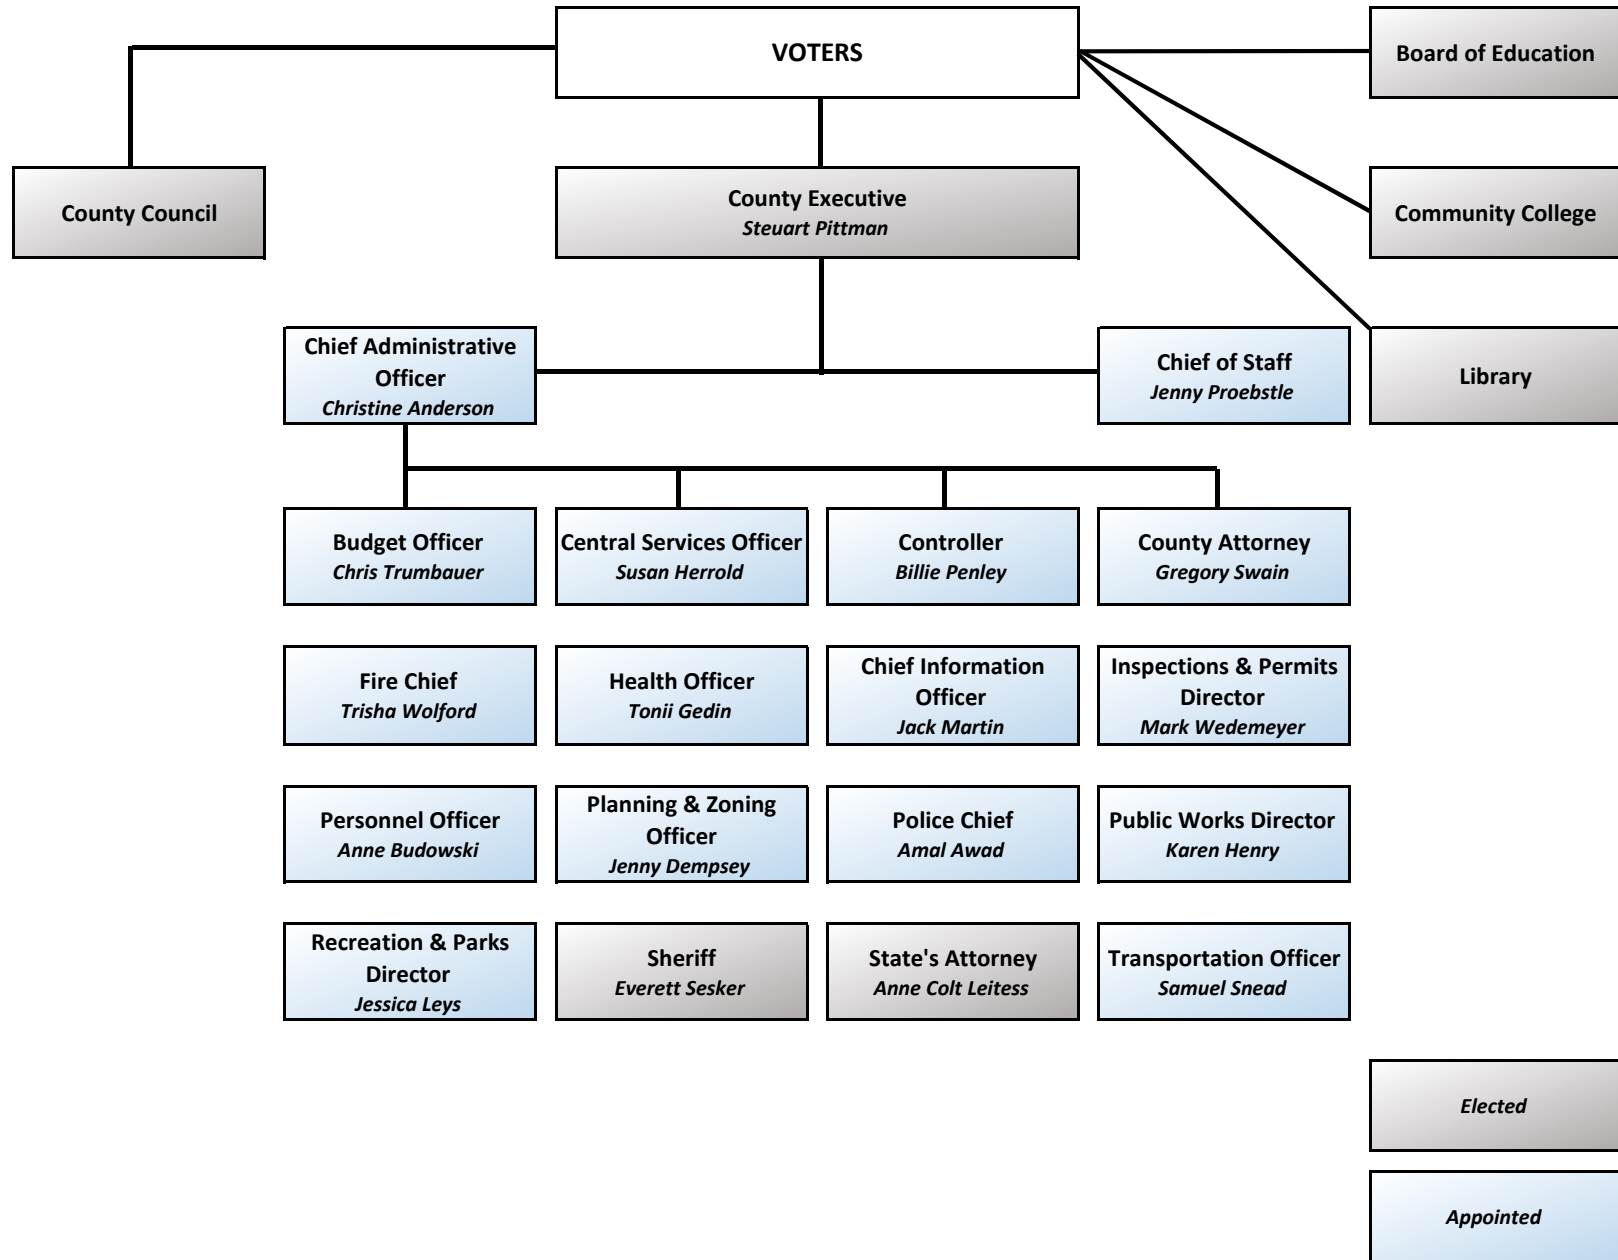 VOTERS
Board of Education
County Council
County Executive
Steuart Pittman
Community College
Chief Administrative
Officer
Christine Anderson
Chief of Staff
Jenny Proebstle
Library
Budget Officer
Chris Trumbauer
Central Services Officer
Susan Herrold
Controller
Billie Penley
County Attorney
Gregory Swain
Fire Chief
Trisha Wolford
Health Officer
Tonii Gedin
Chief Information
Officer
Jack Martin
Inspections & Permits
Director
Mark Wedemeyer
Personnel Officer
Anne Budowski
Planning & Zoning
Officer
Jenny Dempsey
Police Chief
Amal Awad
Public Works Director
Karen Henry
Recreation & Parks
Director
Jessica Leys
Sheriff
Everett Sesker
State's Attorney
Anne Colt Leitess
Transportation Officer
Samuel Snead
Elected
Appointed